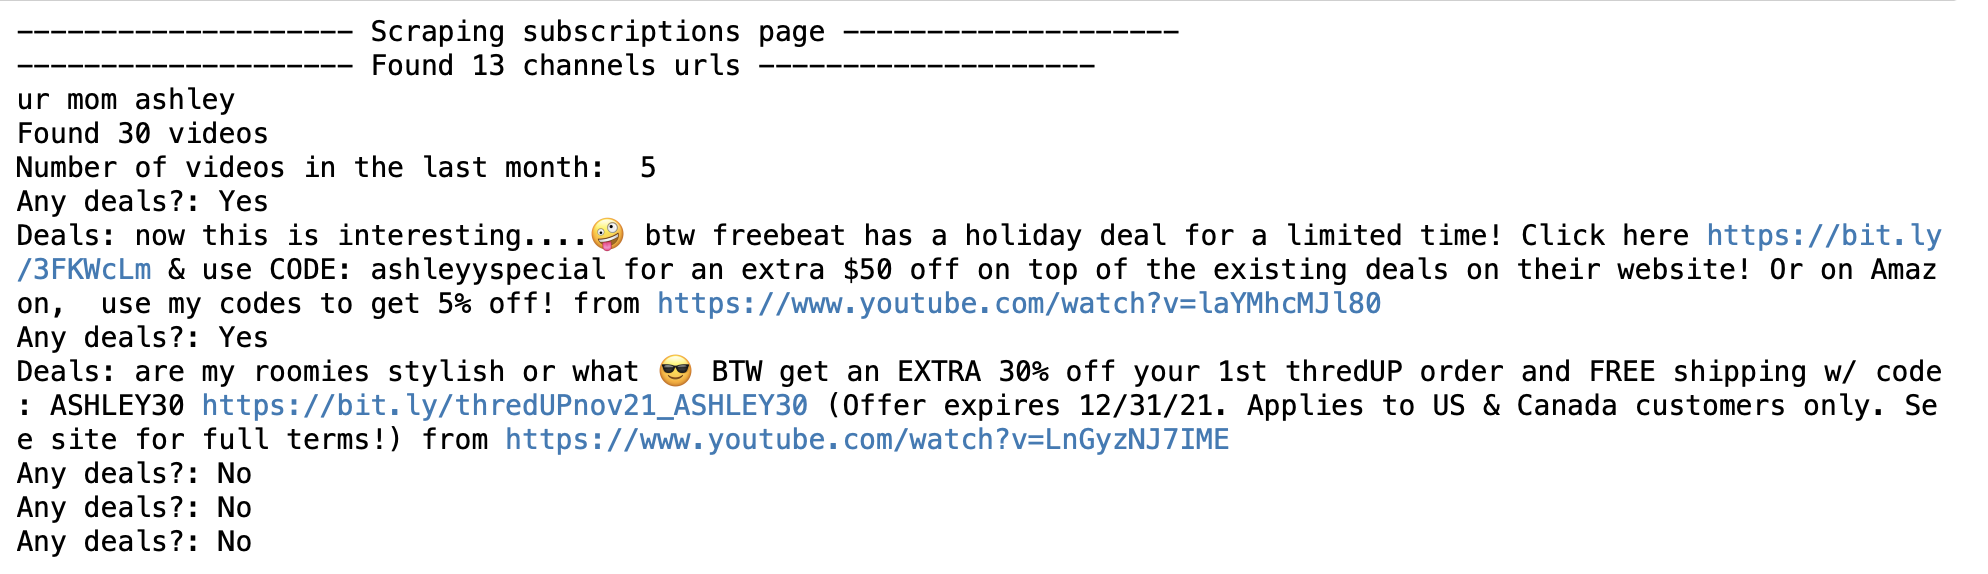 -------------------- Scraping subscriptions page --------------------
-------------------- Found 13 channels urls --------------------
ur mom ashley
Found 30 videos
Number of videos in the last month:  5
Any deals?: Yes
Deals: now this is interesting....🤪 btw freebeat has a holiday deal for a limited time! Click here https://bit.ly
/3FKWcLm & use CODE: ashleyyspecial for an extra $50 off on top of the existing deals on their website! Or on Amaz
on,  use my codes to get 5% off! from https://www.youtube.com/watch?v=laYMhcMJl80
Any deals?: Yes
Deals: are my roomies stylish or what 😎 BTW get an EXTRA 30% off your 1st thredUP order and FREE shipping w/ code
: ASHLEY30 https://bit.ly/thredUPnov21_ASHLEY30 (Offer expires 12/31/21. Applies to US & Canada customers only. Se
e site for full terms!) from https://www.youtube.com/watch?v=LnGyzNJ7IME
Any deals?: No
Any deals?: No
Any deals?: No